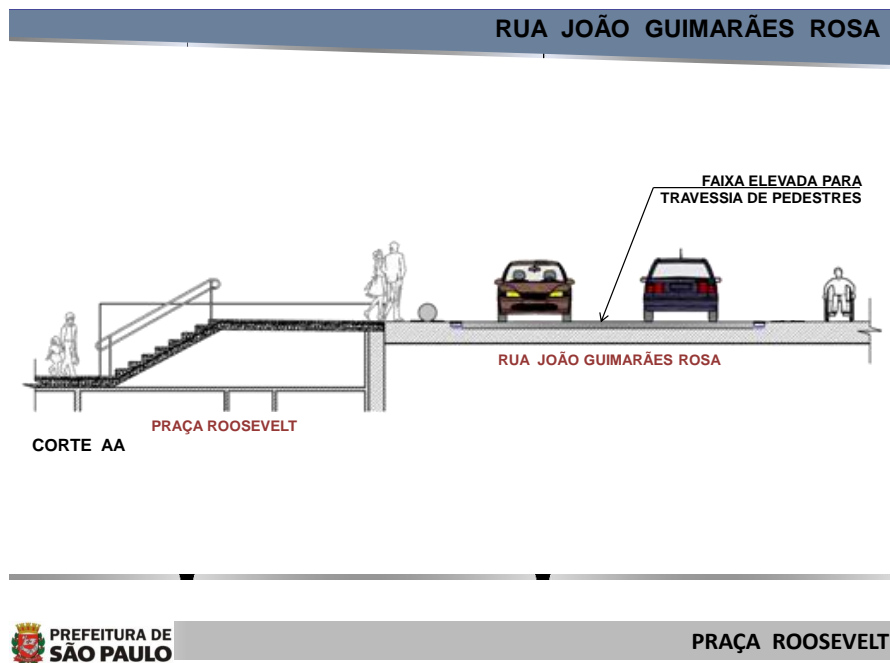 RUA JOÃO GUIMARÃES ROSA
FAIXA ELEVADA PARA
TRAVESSIA DE PEDESTRES
RUA JOÃO GUIMARÃES ROSA
PRAÇA ROOSEVELT
CORTE AA
PREFEITURA DE
SÃO PAULO
PRAÇA ROOSEVELT